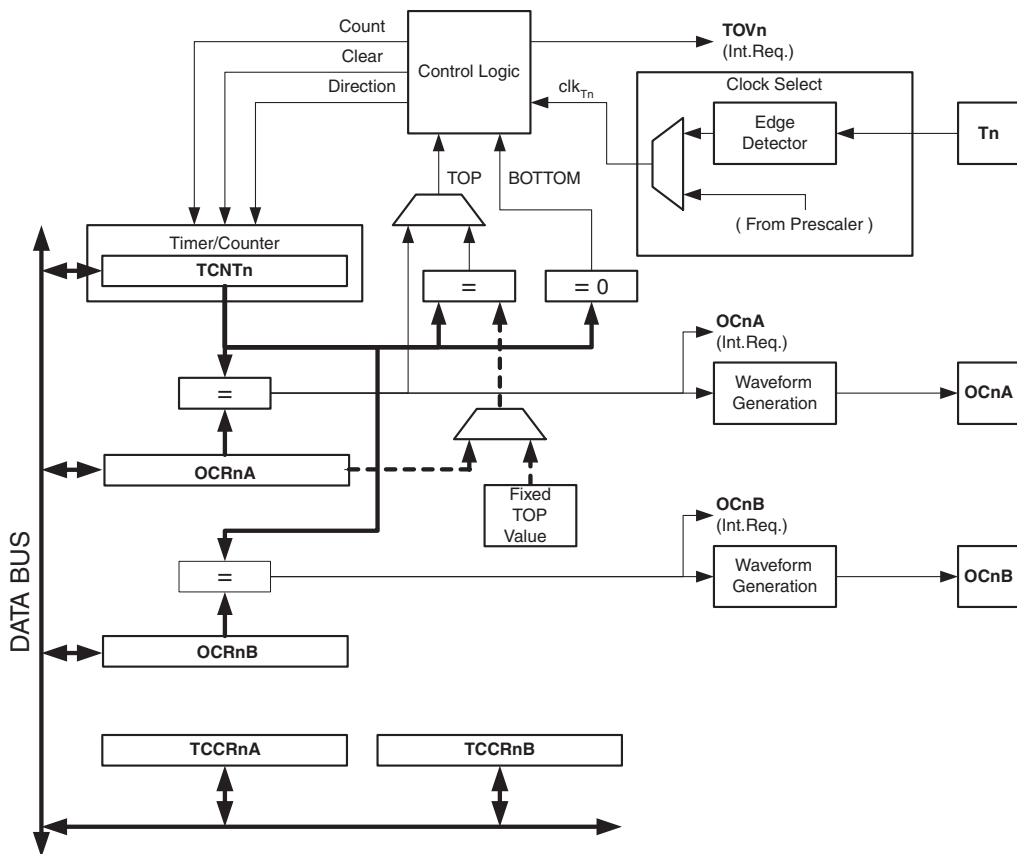 Count
Clear
Direction
Control Logic
TOVn
(Int.Req.)
clkTn
Clock Select
Edge
Detector
Tn
( From Prescaler )
TOP
BOTTOM
Timer/Counter
TCNTn
=
= 0
OCnA
(Int.Req.)
=
Waveform
Generation
OCnA
OCRnA
Fixed
TOP
Value
OCnB
(Int.Req.)
=
Waveform
Generation
OCnB
OCRnB
DATA BUS
TCCRnA
TCCRnB